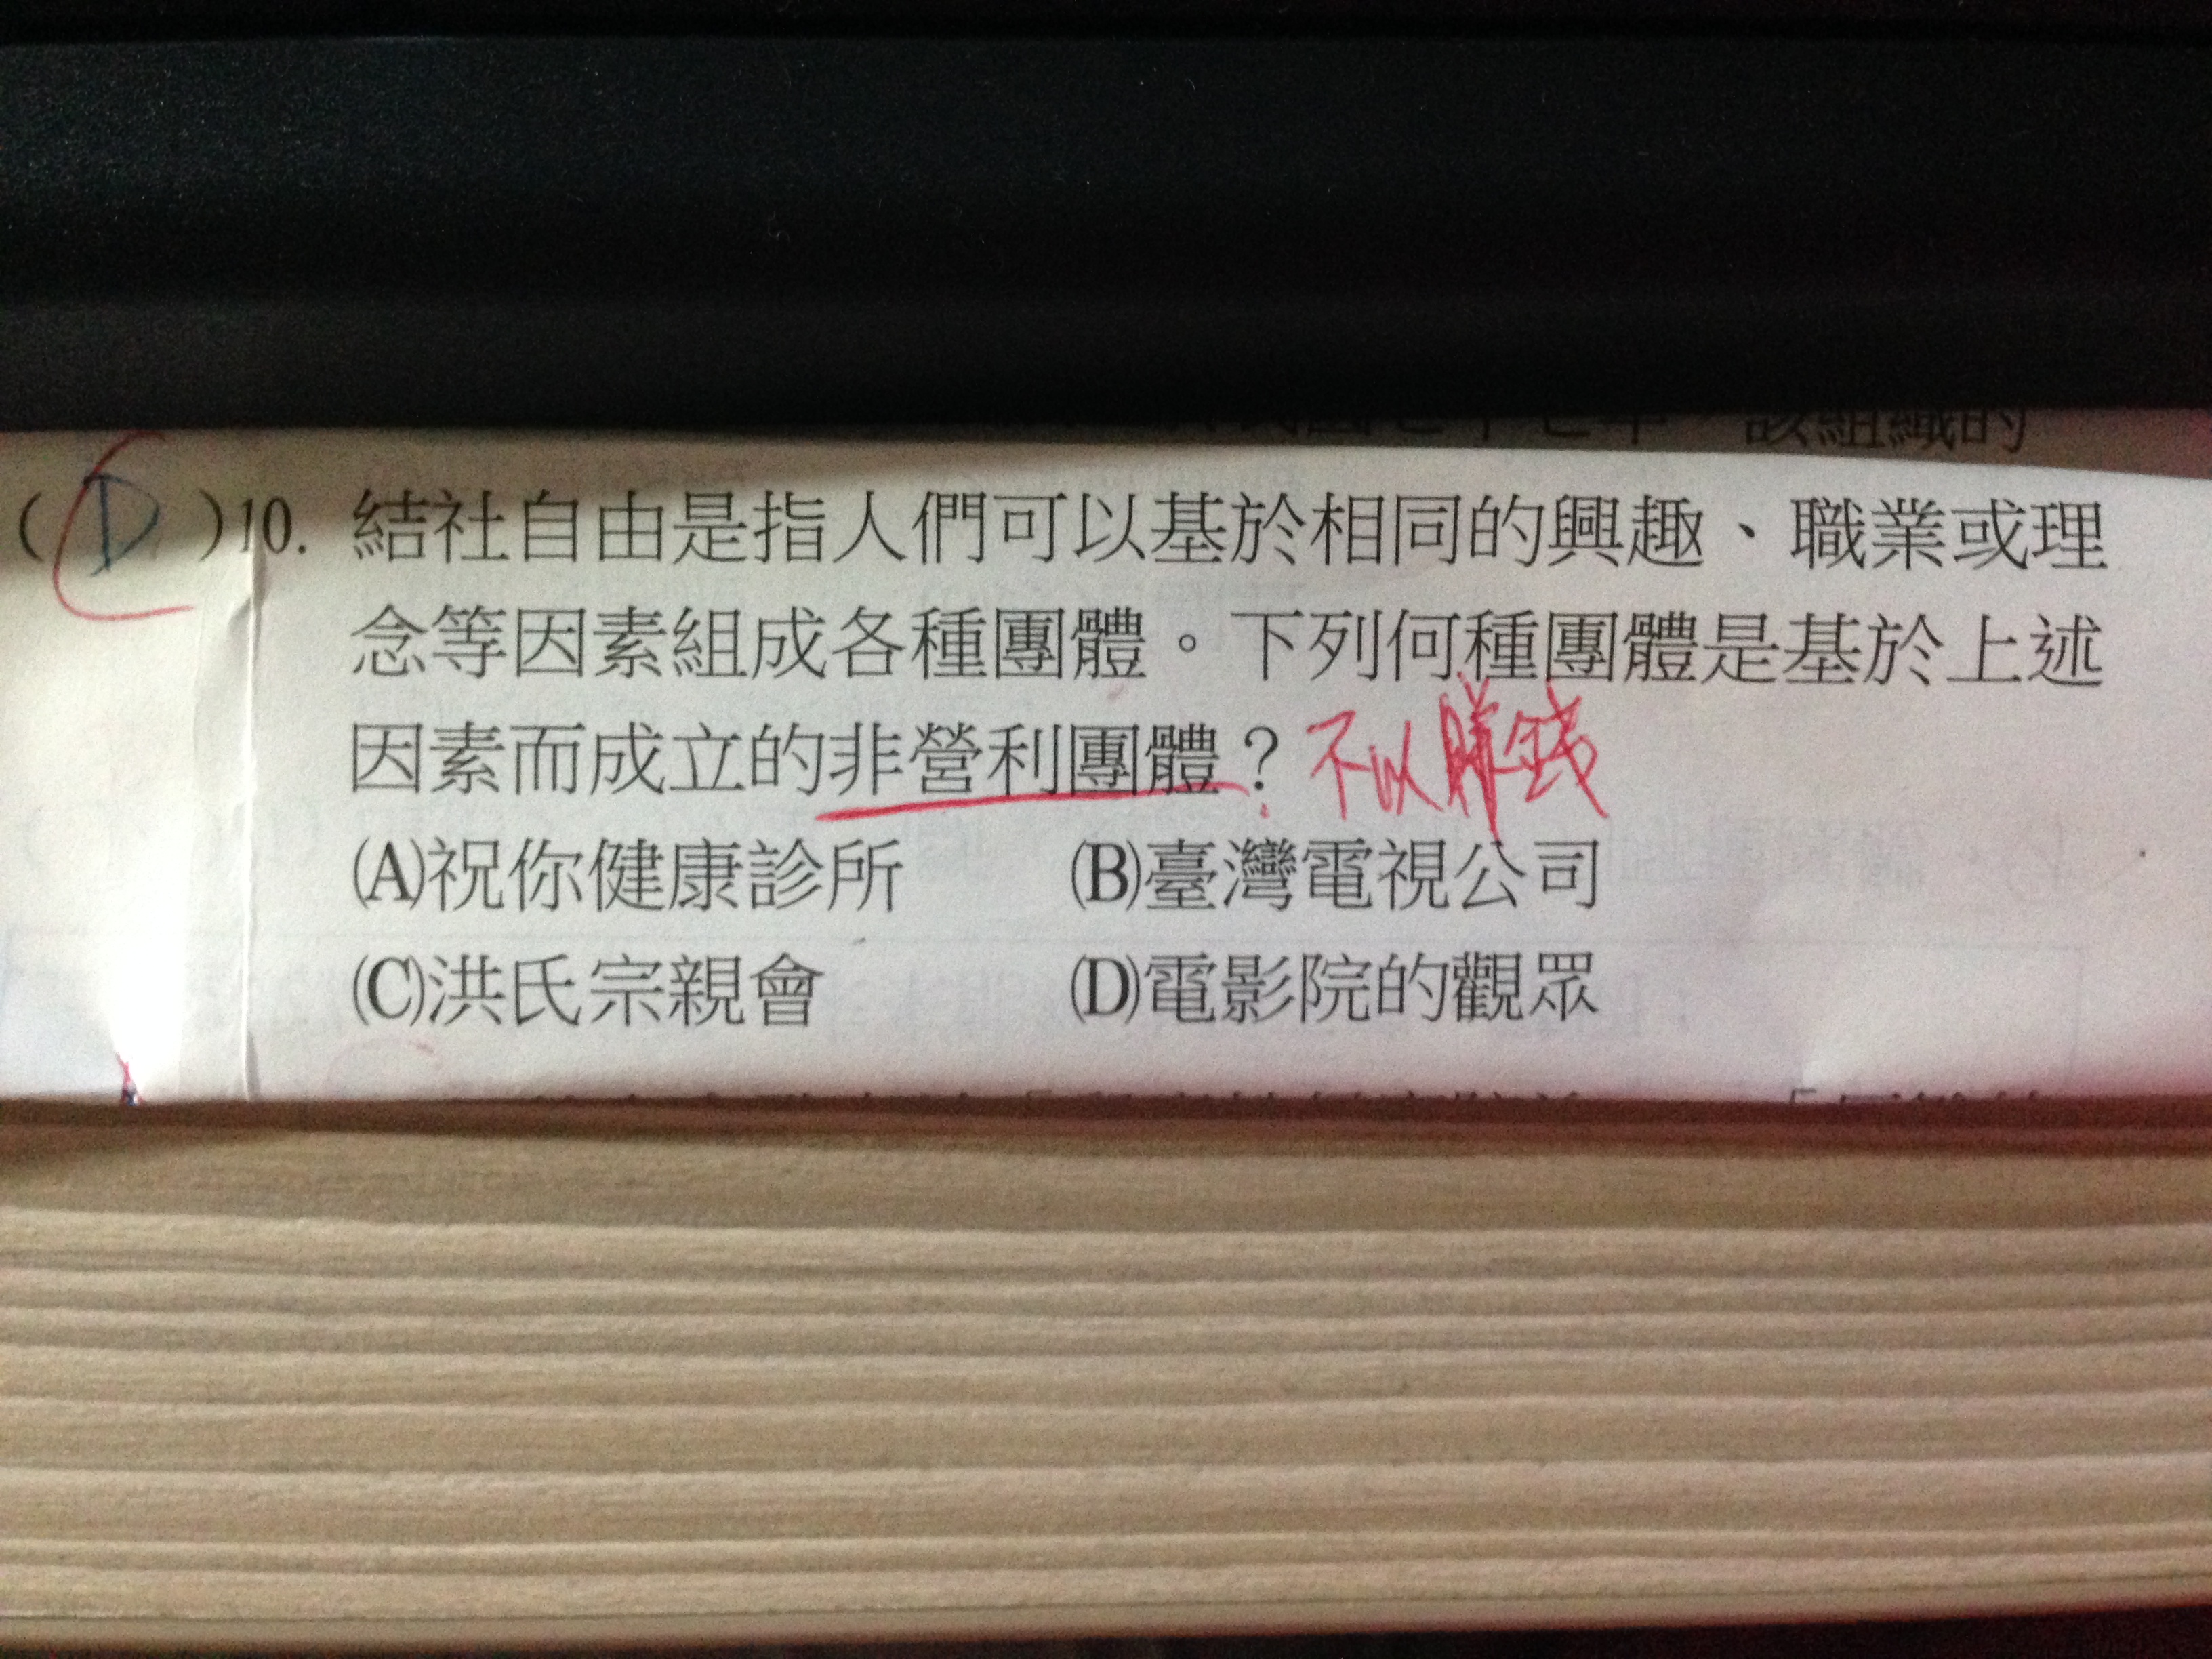 該組織的
(D)10. 結社自由是指人們可以基於相同的興趣、職業或理
念等因素組成各種團體。下列何種團體是基於上述
因素而成立的非營利團體？不以賺錢
(A)祝你健康診所 (B)臺灣電視公司
(C)洪氏宗親會 (D)電影院的觀眾